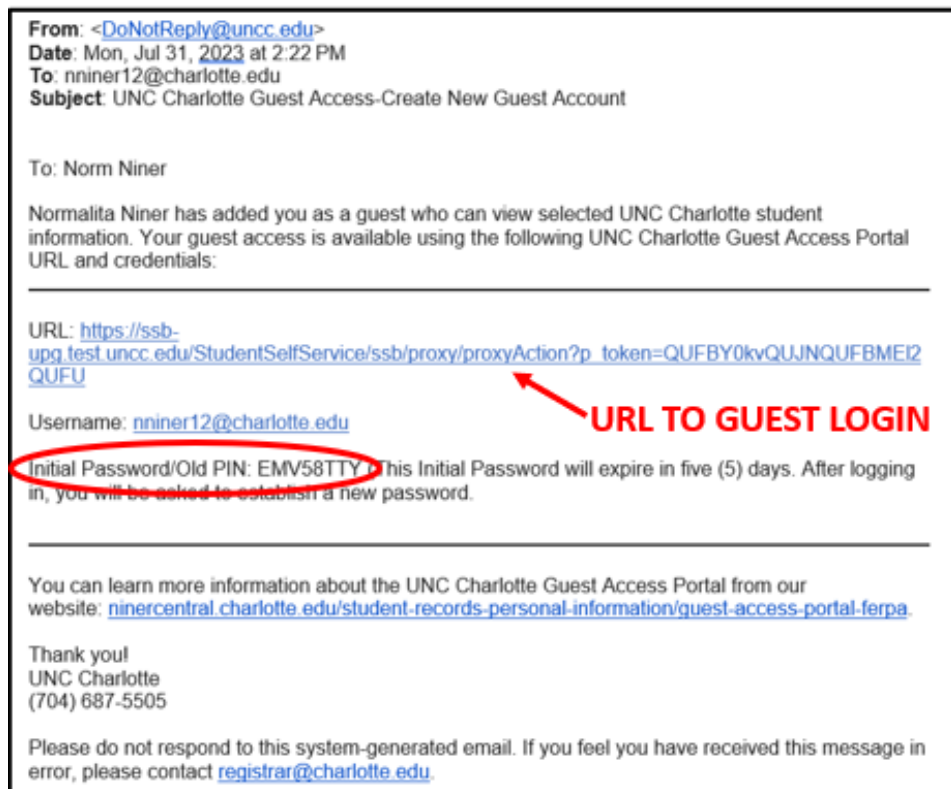 From: <DoNotReply@uncc.edu>
Date: Mon, Jul 31, 2023 at 2:22 PM
To: nniner12@charlotte.edu
Subject: UNC Charlotte Guest Access-Create New Guest Account
To: Norm Niner
Normalita Niner has added you as a guest who can view selected UNC Charlotte student
information. Your guest access is available using the following UNC Charlotte Guest Access Portal
URL and credentials:
URL: https://ssb-
upg.test.uncc.edu/StudentSelfService/ssb/proxy/proxyAction?p_token=QUFBY0kvQUJNQUFBMEl2
QUFU
URL TO GUEST LOGIN
Username: nniner12@charlotte.edu
Initial Password/Old PIN: EMV58TTY (This Initial Password will expire in five (5) days. After logging
in, you will be asked to establish a new password.
You can learn more information about the UNC Charlotte Guest Access Portal from our
website: ninercentral.charlotte.edu/student-records-personal-information/guest-access-portal-ferpa.
Thank you!
UNC Charlotte
(704) 687-5505
Please do not respond to this system-generated email. If you feel you have received this message in
error, please contact registrar@charlotte.edu.